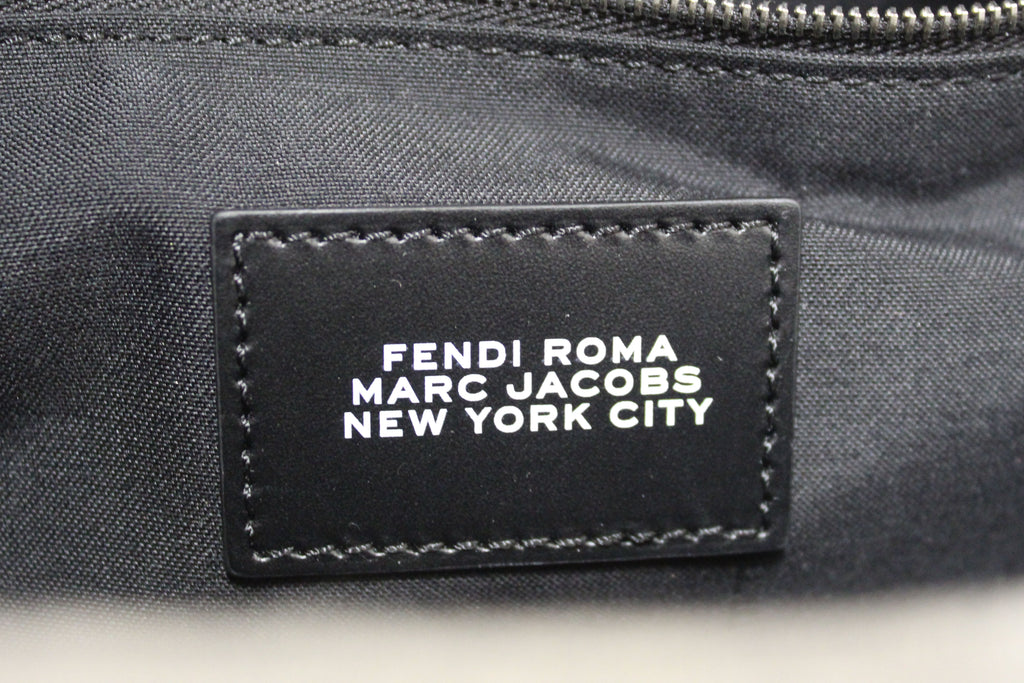 FENDI ROMA
MARC JACOBS
NEW YORK CITY